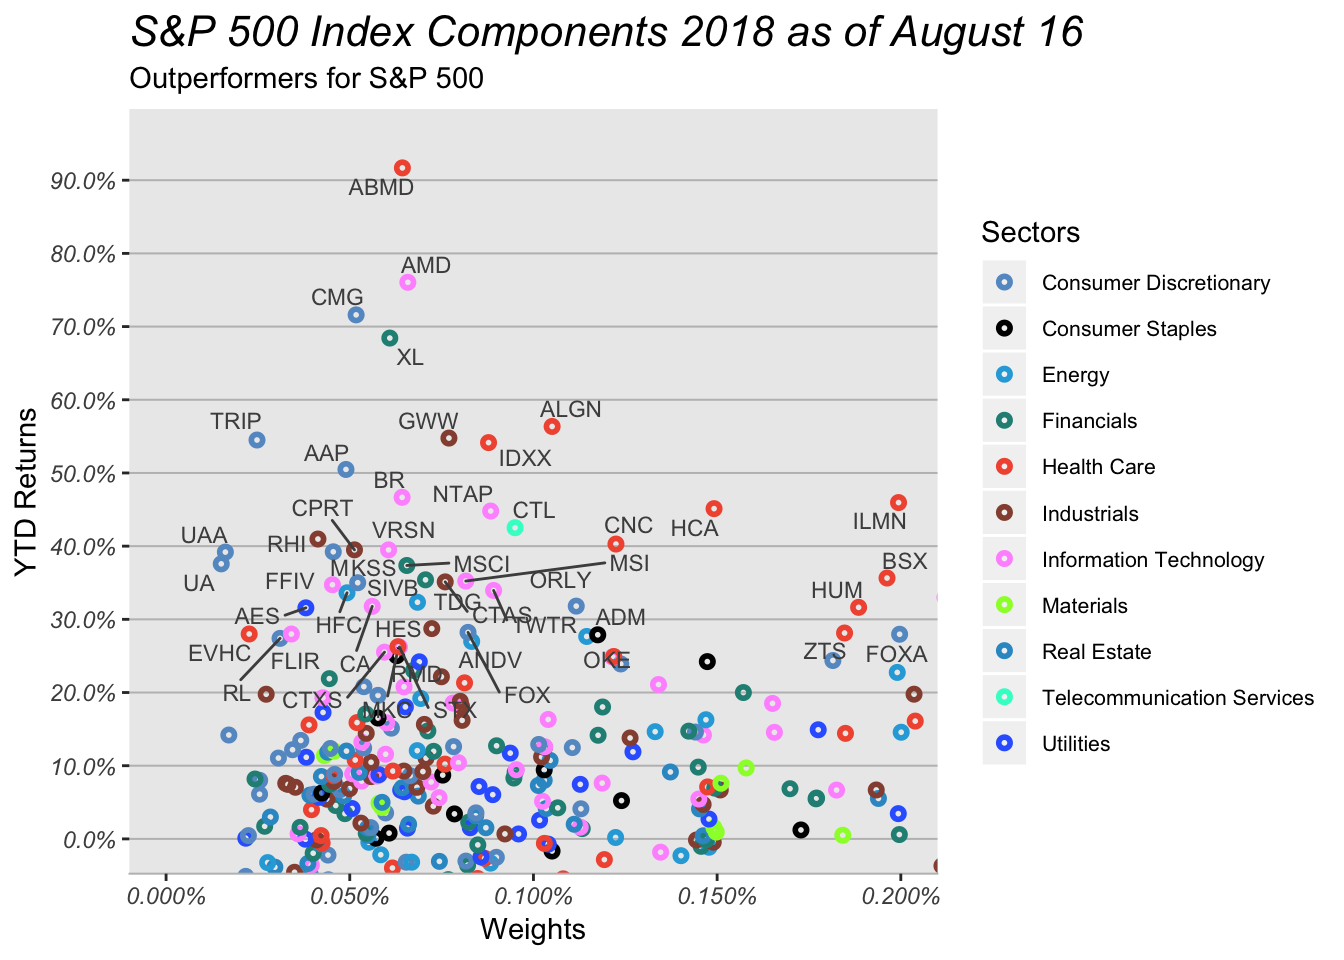 S&P 500 Index Components 2018 as of August 16
Outperformers for S&P 500
YTD Returns
90.0%
80.0%
70.0%
60.0%
50.0%
40.0%
30.0%
20.0%
10.0%
0.0%
ABMD
AMD
CMG
XL
TRIP
GWW
ALGN
AAP
IDXX
BR
NTAP
CPRT
CTL
ILMN
UAA
RHI
VRSN
CNC
HCA
MKSS
MSCI
MSI
BSX
UA
FFIV
SIVB
ORLY
HUM
TDG
AES
HFC
HES
CTAS
TWTR
ADM
EVHC
FLIR
CA
ANDV
OKE
ZTS
FOXA
RMD
RL
CTXS
MKC
STX
FOX
0.000%
0.050%
0.100%
0.150%
0.200%
Weights
Sectors
Consumer Discretionary
Consumer Staples
Energy
Financials
Health Care
Industrials
Information Technology
Materials
Real Estate
Telecommunication Services
Utilities